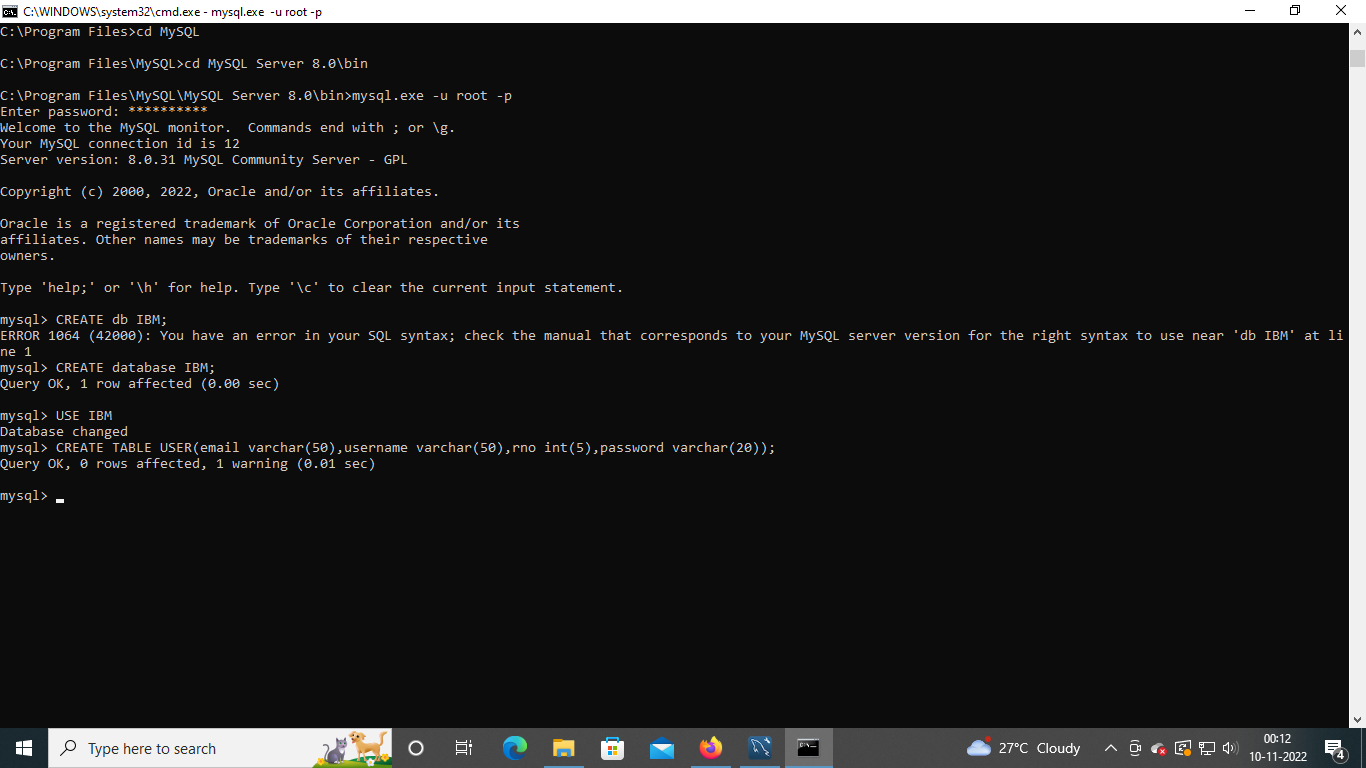 C:\WINDOWS\system32\cmd.exe - mysql.exe  -u root -p
C:\Program Files>cd MySQL
C:\Program Files\MySQL>cd MySQL Server 8.0\bin
C:\Program Files\MySQL\MySQL Server 8.0\bin>mysql.exe -u root -p
Enter password: **********
Welcome to the MySQL monitor.  Commands end with ; or \g.
Your MySQL connection id is 12
Server version: 8.0.31 MySQL Community Server - GPL
Copyright (c) 2000, 2022, Oracle and/or its affiliates.
Oracle is a registered trademark of Oracle Corporation and/or its
affiliates. Other names may be trademarks of their respective
owners.
Type 'help;' or '\h' for help. Type '\c' to clear the current input statement.
mysql> CREATE db IBM;
ERROR 1064 (42000): You have an error in your SQL syntax; check the manual that corresponds to your MySQL server version for the right syntax to use near 'db IBM' at li
ne 1
mysql> CREATE database IBM;
Query OK, 1 row affected (0.00 sec)
mysql> USE IBM
Database changed
mysql> CREATE TABLE USER(email varchar(50),username varchar(50),rno int(5),password varchar(20));
Query OK, 0 rows affected, 1 warning (0.01 sec)
mysql>
Type here to search
27°C  Cloudy
00:12
10-11-2022
4